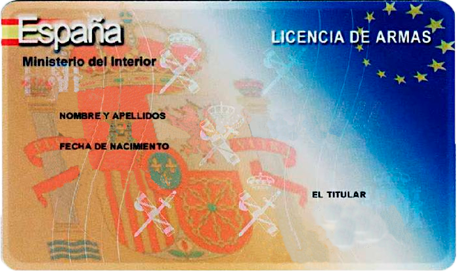 España
LICENCIA DE ARMAS
Ministerio del Interior
NOMBRE Y APELLIDOS
FECHA DE NACIMIENTO
EL TITULAR